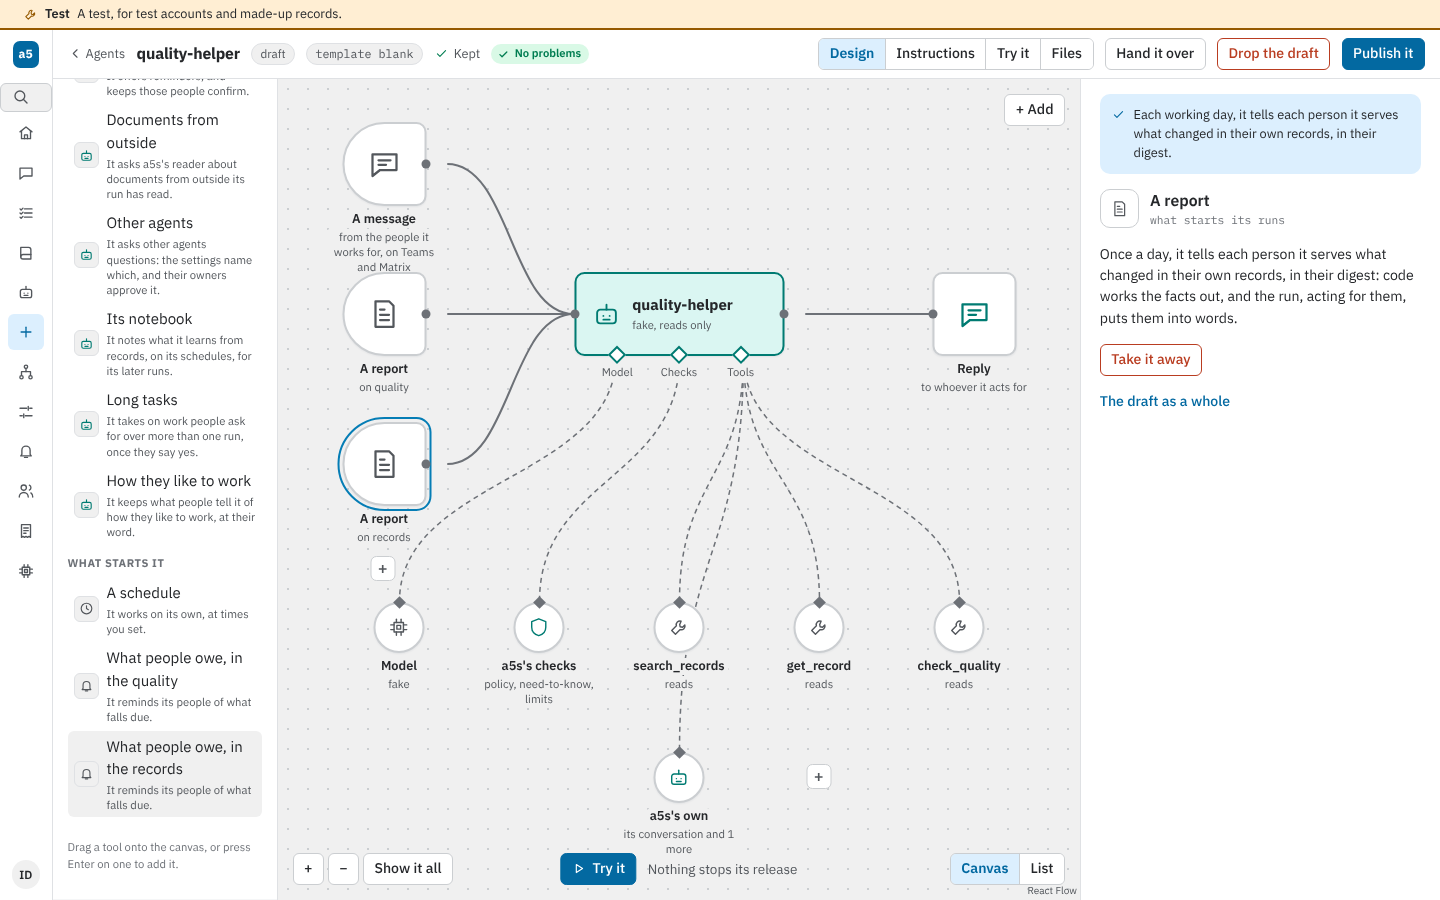 Test A test, for test accounts and made-up records.
a5
Agents
quality-helper
draft
template blank
Kept
No problems
Design
Instructions
Try it
Files
Hand it over
Drop the draft
Publish it
keeps those people confirm.
Documents from
outside
It asks a5s's reader about
documents from outside its
run has read.
Other agents
It asks other agents
questions: the settings name
which, and their owners
approve it.
Its notebook
It notes what it learns from
records, on its schedules, for
its later runs.
Long tasks
It takes on work people ask
for over more than one run,
once they say yes.
How they like to work
It keeps what people tell it of
how they like to work, at their
word.
WHAT STARTS IT
A schedule
It works on its own, at times
you set.
What people owe, in
the quality
It reminds its people of what
falls due.
What people owe, in
the records
It reminds its people of what
falls due.
Drag a tool onto the canvas, or press
Enter on one to add it.
ID
+ Add
A message
from the people it
works for, on Teams
and Matrix
A report
on quality
A report
on records
quality-helper
fake, reads only
Model
Checks
Tools
Reply
to whoever it acts for
Model
fake
a5s's checks
policy, need-to-know,
limits
search_records
reads
get_record
reads
check_quality
reads
a5s's own
its conversation and 1
more
+
−
Show it all
Try it
Nothing stops its release
Canvas
List
React Flow
Each working day, it tells each person it serves
what changed in their own records, in their
digest.
A report
what starts its runs
Once a day, it tells each person it serves what
changed in their own records, in their digest: code
works the facts out, and the run, acting for them,
puts them into words.
Take it away
The draft as a whole